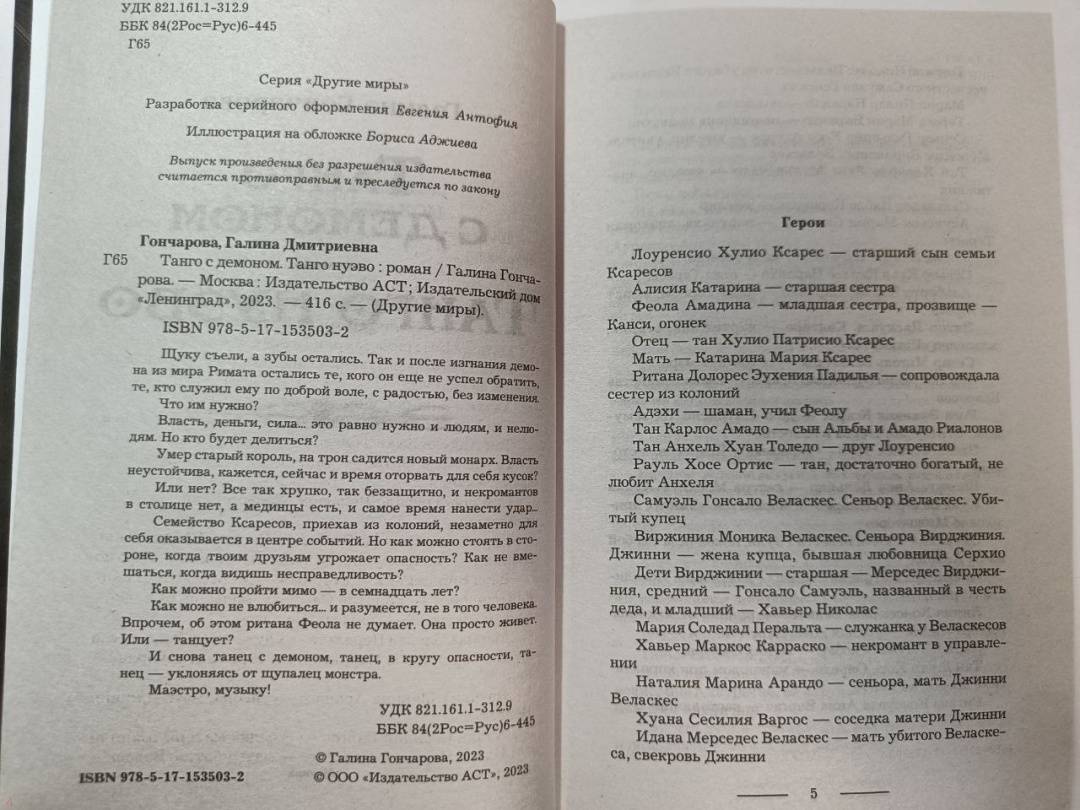 УДК 821.161.1-312.9
ББК 84(2Рос=Рус)6-445
Г65
Серия «Другие миры»
Разработка серийного оформления Евгения Антофия
Иллюстрация на обложке Бориса Аджиева
Выпуск произведения без разрешения издательства
считается противоправным и преследуется по закону
Гончарова, Галина Дмитриевна
Г65 Танго с демоном. Танго нуэво : роман / Галина Гонча-
рова. — Москва : Издательство АСТ ; Издательский дом
«Ленинград», 2023. — 416 с. — (Другие миры).
ISBN 978-5-17-153503-2
Щуку съели, а зубы остались. Так и после изгнания демо-
на из мира Римата остались те, кого он еще не успел обратить,
те, кто служил ему по доброй воле, с радостью, без изменения.
Что им нужно?
Власть, деньги, сила... это равно нужно и людям, и нелю-
дям. Но кто будет делиться?
Умер старый король, на трон садится новый монарх. Власть
неустойчива, кажется, сейчас и время оторвать для себя кусок?
Или нет? Все так хрупко, так беззащитно, и некромантов
в столице нет, а мединцы есть, и самое время нанести удар...
Семейство Ксаресов, приехав из колоний, незаметно для
себя оказывается в центре событий. Но как можно стоять в сто-
роне, когда твоим друзьям угрожает опасность? Как не вме-
шаться, когда видишь несправедливость?
Как можно пройти мимо — в семнадцать лет?
Как можно не влюбиться... и разумеется, не в того человека.
Впрочем, об этом ритана Феола не думает. Она просто живет.
Или — танцует?
И снова танец с демоном, танец, в кругу опасности, та-
нец — уклоняясь от щупалец монстра.
Маэстро, музыку!
УДК 821.161.1-312.9
ББК 84(2Рос=Рус)6-445
© Галина Гончарова, 2023
ISBN 978-5-17-153503-2 © ООО «Издательство АСТ», 2023
Герои
Лоуренсио Хулио Ксарес — старший сын семьи
Ксаресов
Алисия Катарина — старшая сестра
Феола Амадина — младшая сестра, прозвище —
Канси, огонек
Отец — тан Хулио Патрисио Ксарес
Мать — Катарина Мария Ксарес
Ритана Долорес Эухения Падилья — сопровождала
сестер из колоний
Адэхи — шаман, учил Феолу
Тан Карлос Амадо — сын Альбы и Амадо Риалонов
Тан Анхель Хуан Толедо — друг Лоуренсио
Рауль Хосе Ортис — тан, достаточно богатый, не
любит Анхеля
Самуэль Гонсало Веласкес. Сеньор Веласкес. Уби-
тый купец
Виржиния Моника Веласкес. Сеньора Вирджиния.
Джинни — жена купца, бывшая любовница Серхио
Дети Вирджинии — старшая — Мерседес Вирджи-
ния, средний — Гонсало Самуэль, названный в честь
деда, и младший — Хавьер Николас
Мария Соледад Перальта — служанка у Веласкесов
Хавьер Маркос Карраско — некромант в управле-
нии
Наталия Марина Арандо — сеньора, мать Джинни
Веласкес
Хуана Сесилия Варгос — соседка матери Джинни
Идана Мерседес Веласкес — мать убитого Веласке-
са, свекровь Джинни
5